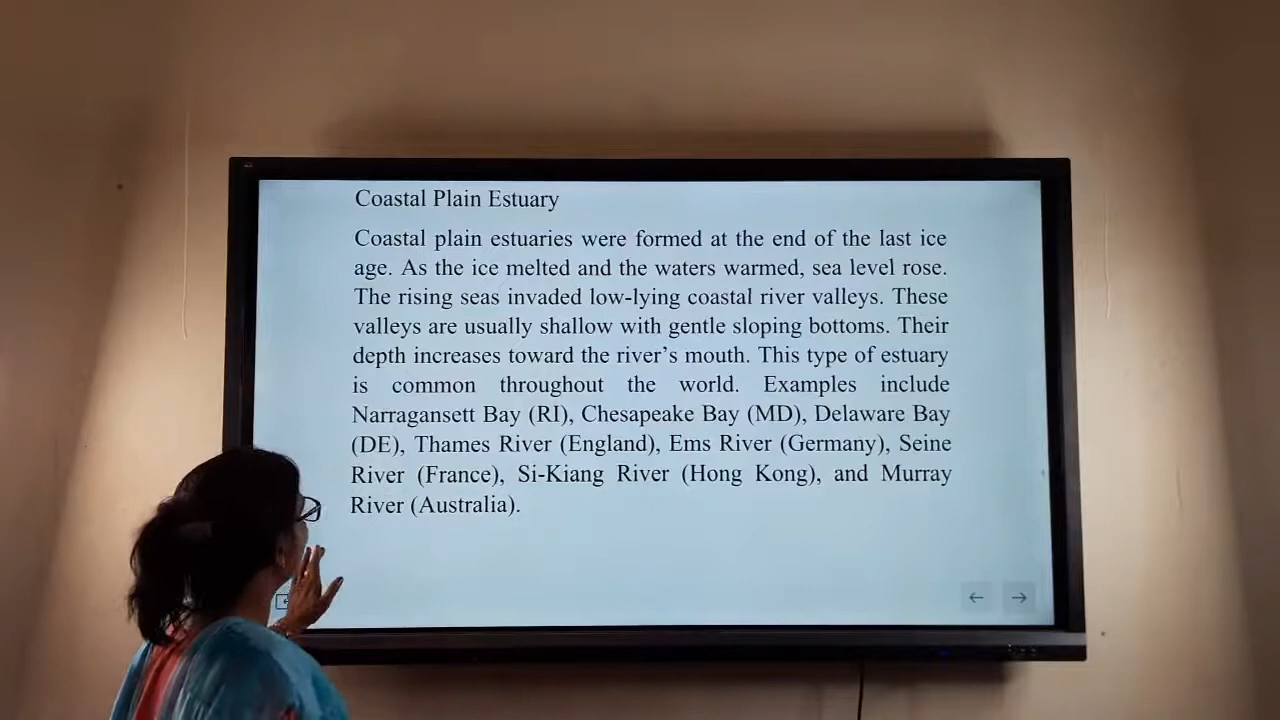 Coastal Plain Estuary
Coastal plain estuaries were formed at the end of the last ice
age. As the ice melted and the waters warmed, sea level rose.
The rising seas invaded low-lying coastal river valleys. These
valleys are usually shallow with gentle sloping bottoms. Their
depth increases toward the river's mouth. This type of estuary
is common throughout the world. Examples include
Narragansett Bay (RI), Chesapeake Bay (MD), Delaware Bay
(DE), Thames River (England), Ems River (Germany), Seine
River (France), Si-Kiang River (Hong Kong), and Murray
River (Australia).